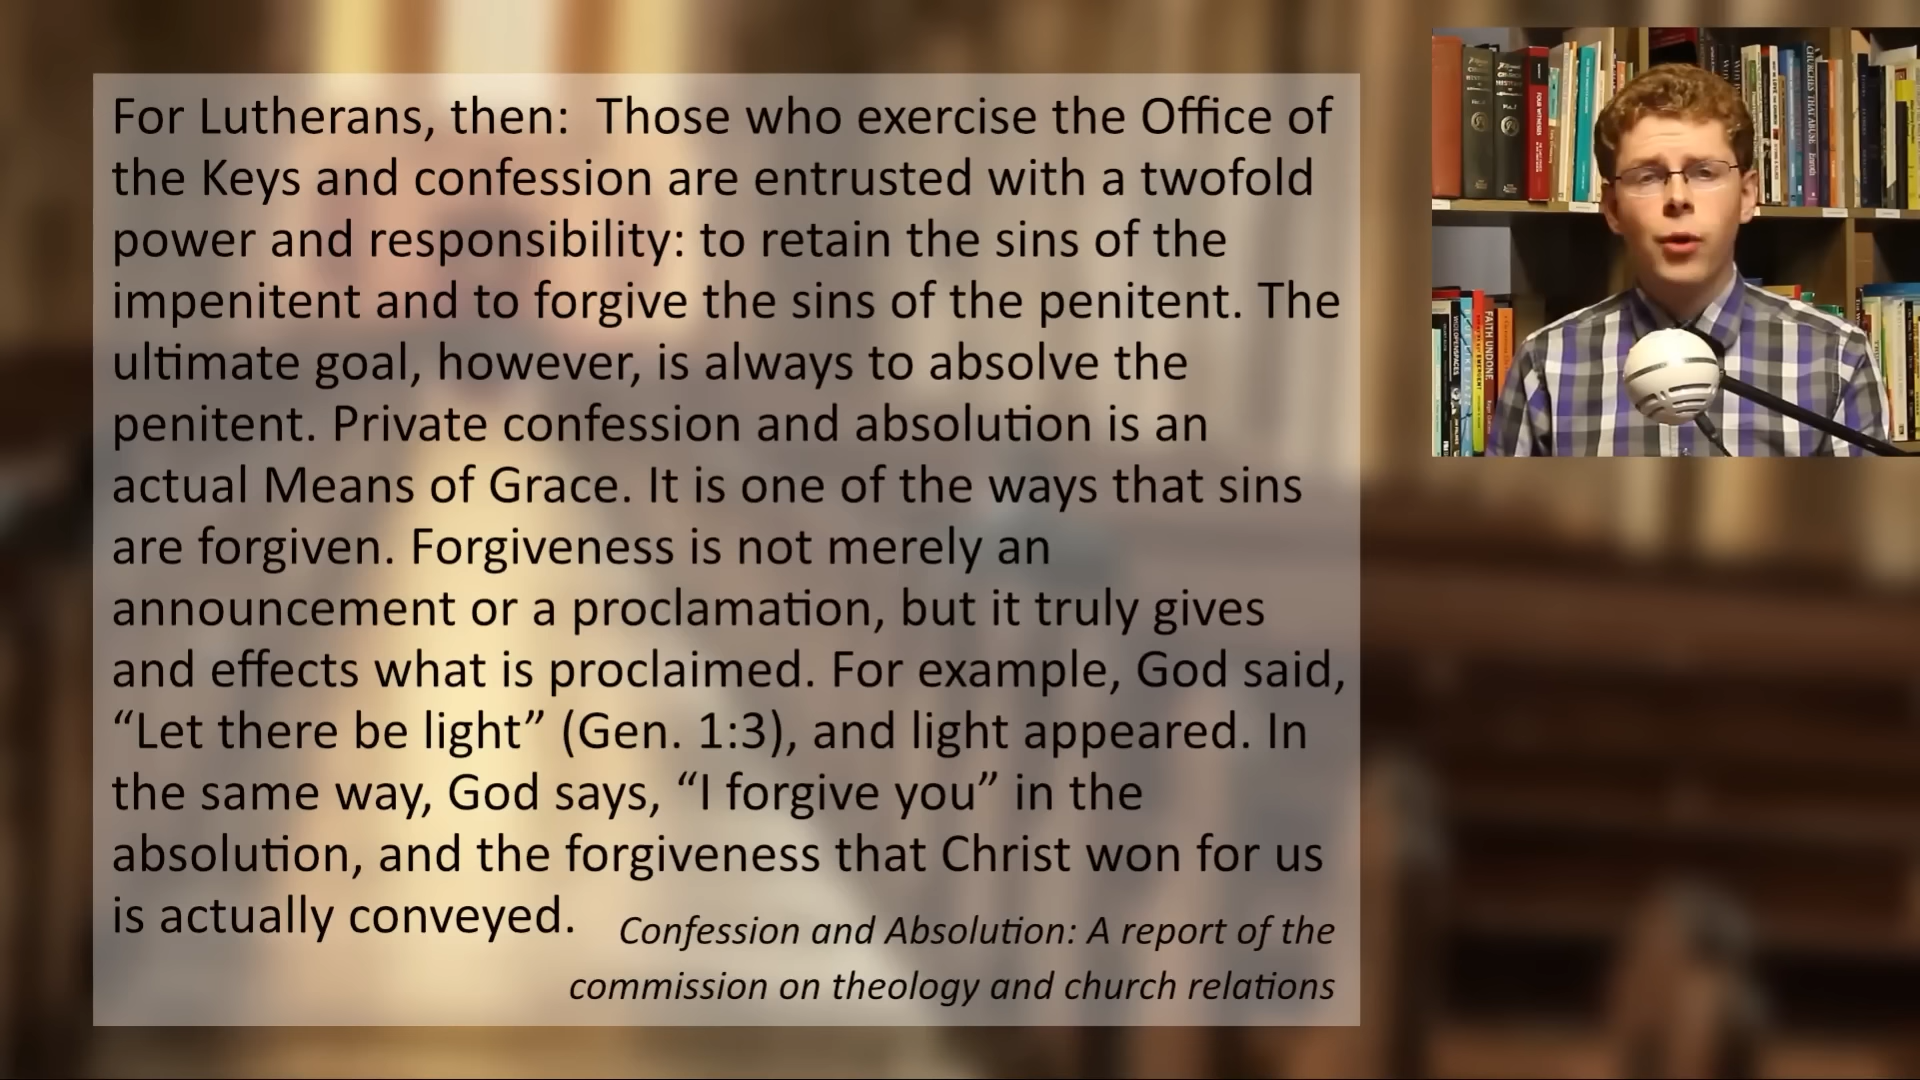 For Lutherans, then:  Those who exercise the Office of
the Keys and confession are entrusted with a twofold
power and responsibility: to retain the sins of the
impenitent and to forgive the sins of the penitent. The
ultimate goal, however, is always to absolve the
penitent. Private confession and absolution is an
actual Means of Grace. It is one of the ways that sins
are forgiven. Forgiveness is not merely an
announcement or a proclamation, but it truly gives
and effects what is proclaimed. For example, God said,
“Let there be light” (Gen. 1:3), and light appeared. In
the same way, God says, “I forgive you” in the
absolution, and the forgiveness that Christ won for us
is actually conveyed.
Confession and Absolution: A report of the
commission on theology and church relations
CHURCHES THAT ABUSE
FAITH UNDONE